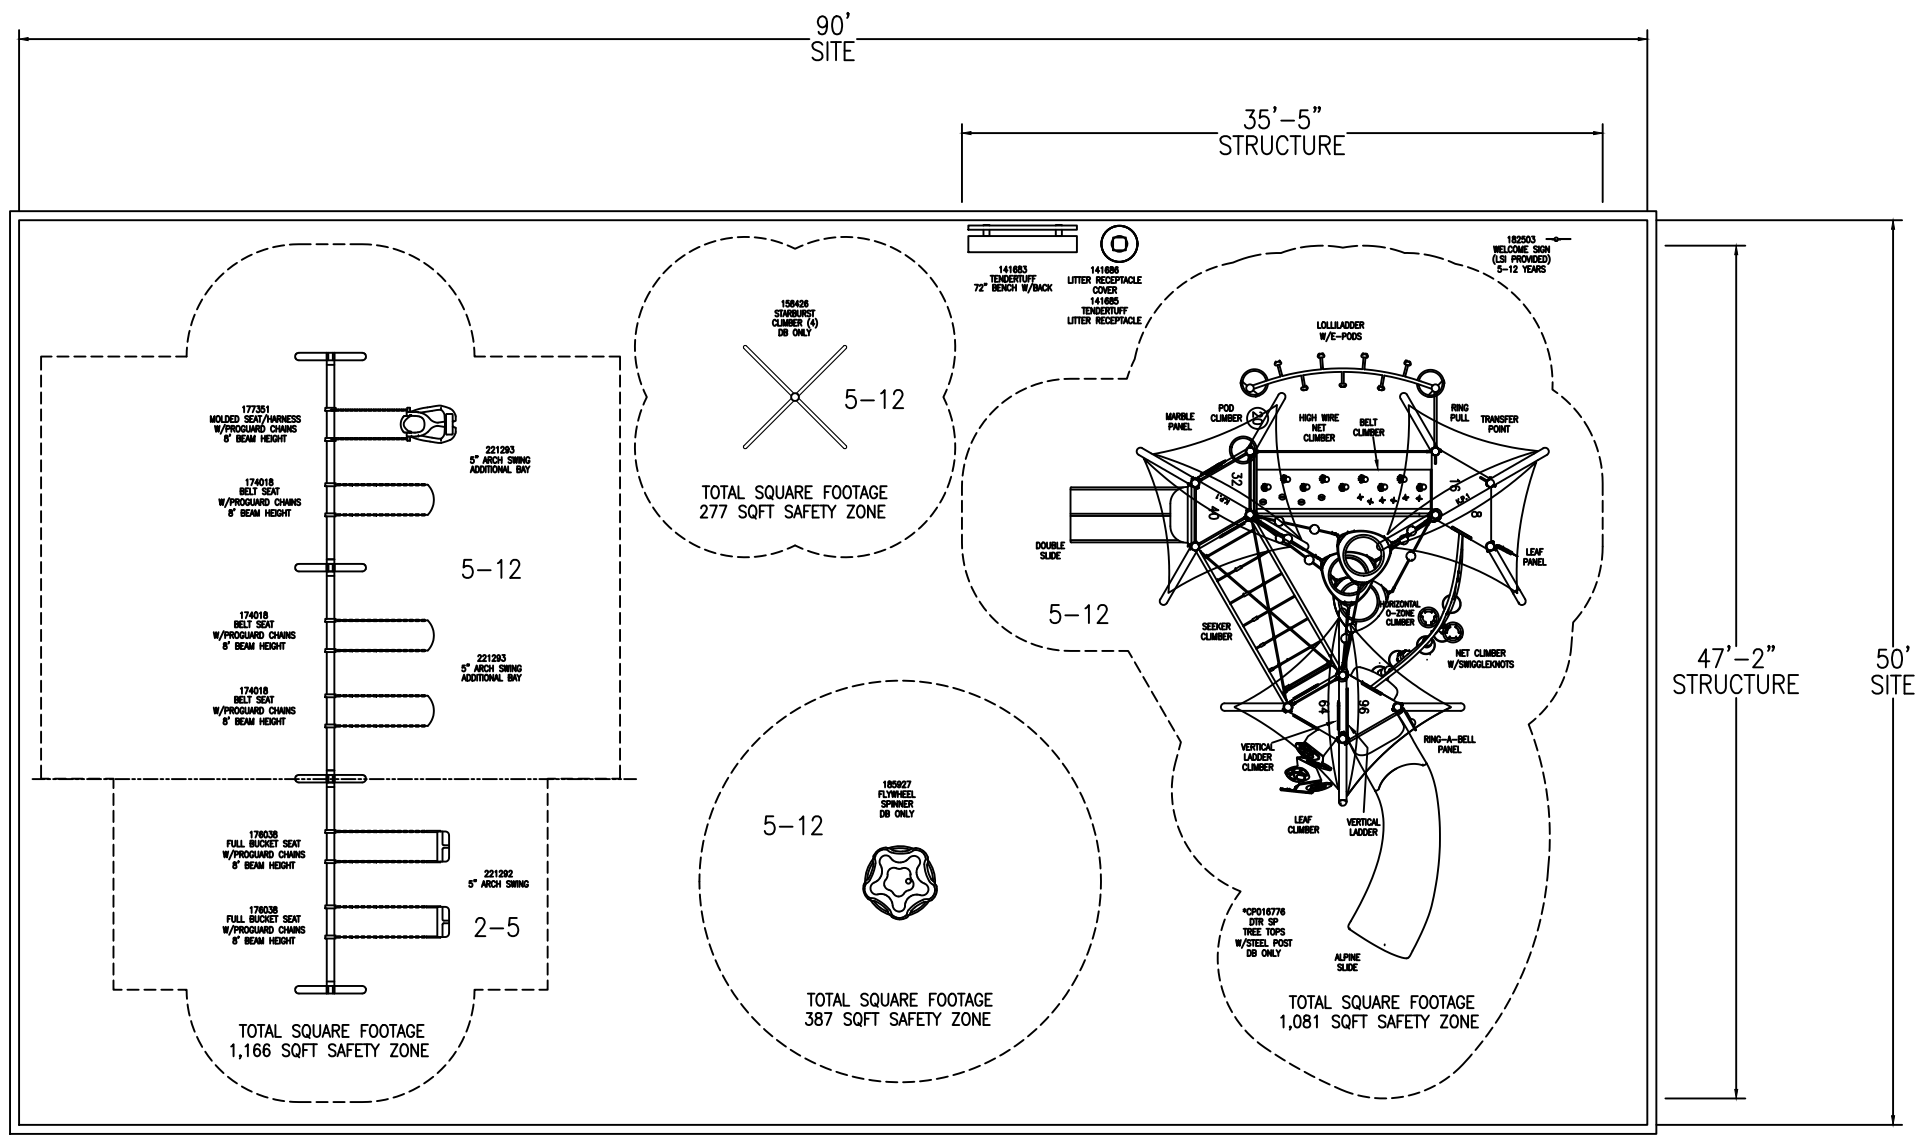 90'
SITE
35'-5"
STRUCTURE
141683
TENDERTUFF
72" BENCH W/BACK
141686
LITTER RECEPTACLE
COVER
141685
TENDERTUFF
LITTER RECEPTACLE
182503
WELCOME SIGN
(LSI PROVIDED)
5-12 YEARS
158426
STARBURST
CLIMBER (4)
DB ONLY
5-12
TOTAL SQUARE FOOTAGE
277 SQFT SAFETY ZONE
177351
MOLDED SEAT/HARNESS
W/PROGUARD CHAINS
8' BEAM HEIGHT
221293
5" ARCH SWING
ADDITIONAL BAY
174018
BELT SEAT
W/PROGUARD CHAINS
8' BEAM HEIGHT
5-12
174018
BELT SEAT
W/PROGUARD CHAINS
8' BEAM HEIGHT
221293
5" ARCH SWING
ADDITIONAL BAY
174018
BELT SEAT
W/PROGUARD CHAINS
8' BEAM HEIGHT
176038
FULL BUCKET SEAT
W/PROGUARD CHAINS
8' BEAM HEIGHT
221292
5" ARCH SWING
176038
FULL BUCKET SEAT
W/PROGUARD CHAINS
8' BEAM HEIGHT
2-5
TOTAL SQUARE FOOTAGE
1,166 SQFT SAFETY ZONE
185927
FLYWHEEL
SPINNER
DB ONLY
5-12
TOTAL SQUARE FOOTAGE
387 SQFT SAFETY ZONE
LOLLILADDER
W/E-PODS
MARBLE
PANEL
POD
CLIMBER
20
HIGH WIRE
NET
CLIMBER
BELT
CLIMBER
RING
PULL
TRANSFER
POINT
32
K.P.1
40
16
K.P.1
8
DOUBLE
SLIDE
LEAF
PANEL
5-12
SEEKER
CLIMBER
HORIZONTAL
O-ZONE
CLIMBER
NET CLIMBER
W/SWIGGLEKNOTS
64
96
VERTICAL
LADDER
CLIMBER
RING-A-BELL
PANEL
LEAF
CLIMBER
VERTICAL
LADDER
*CP016776
DTR SP
TREE TOPS
W/STEEL POST
DB ONLY
ALPINE
SLIDE
TOTAL SQUARE FOOTAGE
1,081 SQFT SAFETY ZONE
47'-2"
STRUCTURE
50'
SITE